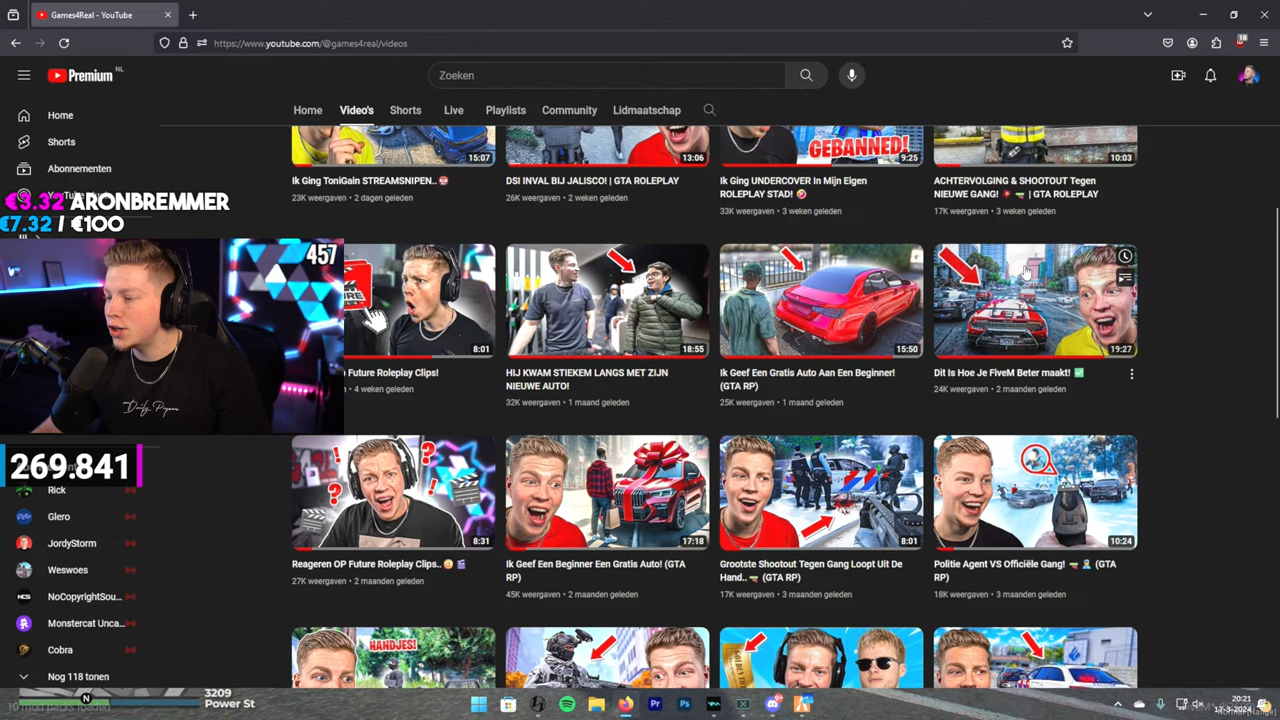 Games4Real - YouTube
https://www.youtube.com/@games4real/videos
18
Premium NL
Zoeken
Home
Video's
Shorts
Live
Playlists
Community
Lidmaatschap
Home
Shorts
Abonnementen
€3.32 ARONBREMMER
€7.32 / €100
457
Daily Paper
269.841
Rick
Glero
JordyStorm
Weswoes
NoCopyrightSou...
Monstercat Unca...
Cobra
Nog 118 tonen
15:07
Ik Ging ToniGain STREAMSNIPEN..
23K weergaven • 2 dagen geleden
13:06
DSI INVAL BIJ JALISCO! | GTA ROLEPLAY
26K weergaven • 2 weken geleden
GEBANNED!
9:25
Ik Ging UNDERCOVER In Mijn Eigen
ROLEPLAY STAD!
33K weergaven • 3 weken geleden
10:03
ACHTERVOLGING & SHOOTOUT Tegen
NIEUWE GANG! | GTA ROLEPLAY
17K weergaven • 3 weken geleden
8:01
Future Roleplay Clips!
• 4 weken geleden
18:55
HIJ KWAM STIEKEM LANGS MET ZIJN
NIEUWE AUTO!
32K weergaven • 1 maand geleden
15:50
Ik Geef Een Gratis Auto Aan Een Beginner!
(GTA RP)
25K weergaven • 1 maand geleden
19:27
Dit Is Hoe Je FiveM Beter maakt!
24K weergaven • 2 maanden geleden
8:31
Reageren OP Future Roleplay Clips..
27K weergaven • 2 maanden geleden
17:18
Ik Geef Een Beginner Een Gratis Auto! (GTA
RP)
45K weergaven • 2 maanden geleden
8:01
Grootste Shootout Tegen Gang Loopt Uit De
Hand.. (GTA RP)
17K weergaven • 3 maanden geleden
10:24
Politie Agent VS Officiële Gang! (GTA
RP)
18K weergaven • 3 maanden geleden
HANDJES!
N
3209
Power St
10 mod packs loaded
20:21
17-3-2024